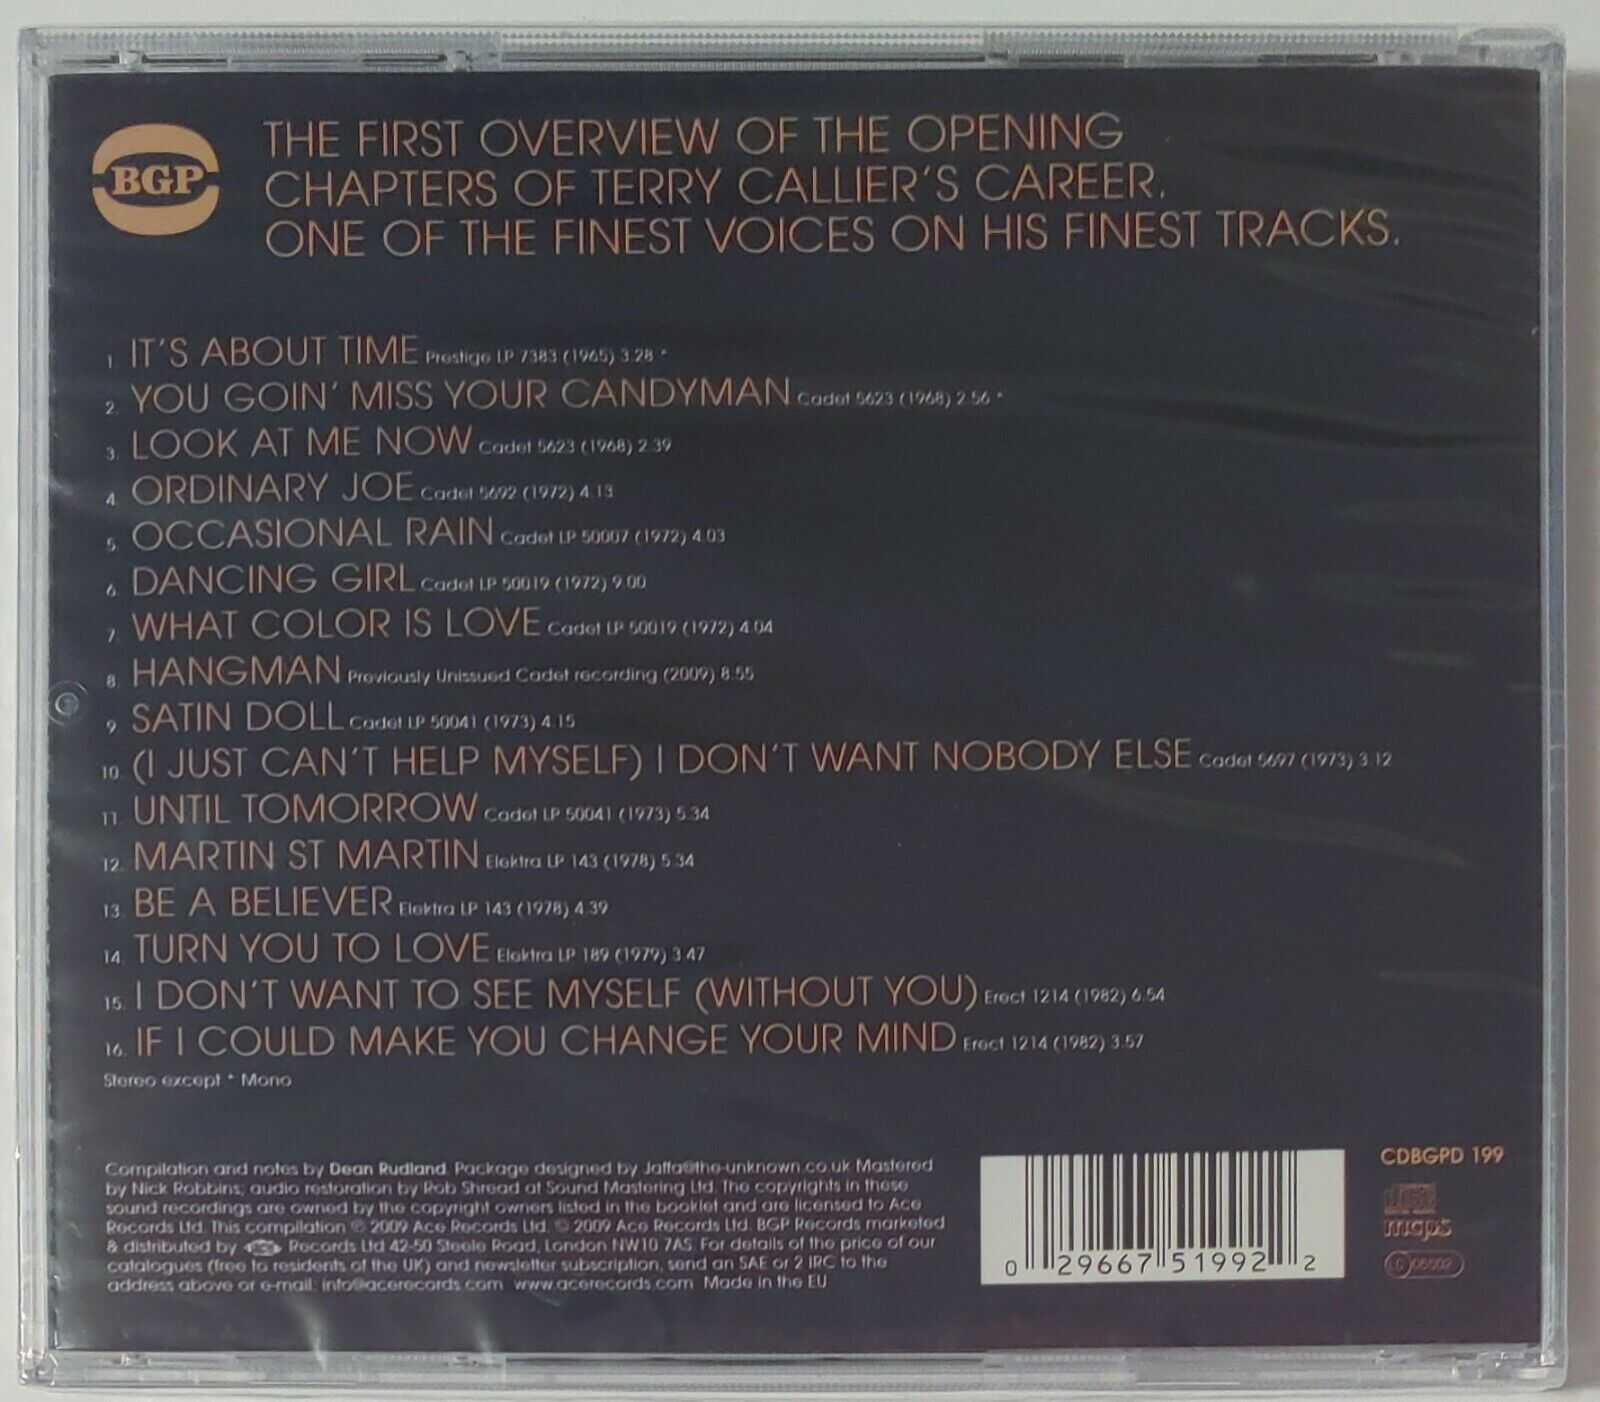 BGP
THE FIRST OVERVIEW OF THE OPENING
CHAPTERS OF TERRY CALLIER'S CAREER.
ONE OF THE FINEST VOICES ON HIS FINEST TRACKS.
1. IT'S ABOUT TIME Prestige LP 7383 (1965) 3.28 *
2. YOU GOIN' MISS YOUR CANDYMAN Cadet 5623 (1968) 2.56 *
3. LOOK AT ME NOW Cadet 5623 (1968) 2.39
4. ORDINARY JOE Cadet 5692 (1972) 4.13
5. OCCASIONAL RAIN Cadet LP 50007 (1972) 4.03
6. DANCING GIRL Cadet LP 50019 (1972) 9.00
7. WHAT COLOR IS LOVE Cadet LP 50019 (1972) 4.04
8. HANGMAN Previously Unissued Cadet recording (2009) 8.55
9. SATIN DOLL Cadet LP 50041 (1973) 4.15
10. (I JUST CAN'T HELP MYSELF) I DON'T WANT NOBODY ELSE Cadet 5697 (1973) 3.12
11. UNTIL TOMORROW Cadet LP 50041 (1973) 5.34
12. MARTIN ST MARTIN Elektra LP 143 (1978) 5.34
13. BE A BELIEVER Elektra LP 143 (1978) 4.39
14. TURN YOU TO LOVE Elektra LP 189 (1979) 3.47
15. I DON'T WANT TO SEE MYSELF (WITHOUT YOU) Erect 1214 (1982) 6.54
16. IF I COULD MAKE YOU CHANGE YOUR MIND Erect 1214 (1982) 3.57
Stereo except * Mono
Compilation and notes by Dean Rudland. Package designed by Jaffa@the-unknown.co.uk Mastered
by Nick Robbins; audio restoration by Rob Shread at Sound Mastering Ltd. The copyrights in these
sound recordings are owned by the copyright owners listed in the booklet and are licensed to Ace
Records Ltd. This compilation ℗ 2009 Ace Records Ltd. © 2009 Ace Records Ltd. BGP Records marketed
& distributed by Records Ltd 42-50 Steele Road, London NW10 7AS. For details of the price of our
catalogues (free to residents of the UK) and newsletter subscription, send an SAE or 2 IRC to the
address above or e-mail: info@acerecords.com www.acerecords.com Made in the EU
0 29667 51992 2
CDBGPD 199
mcps
LC 05002